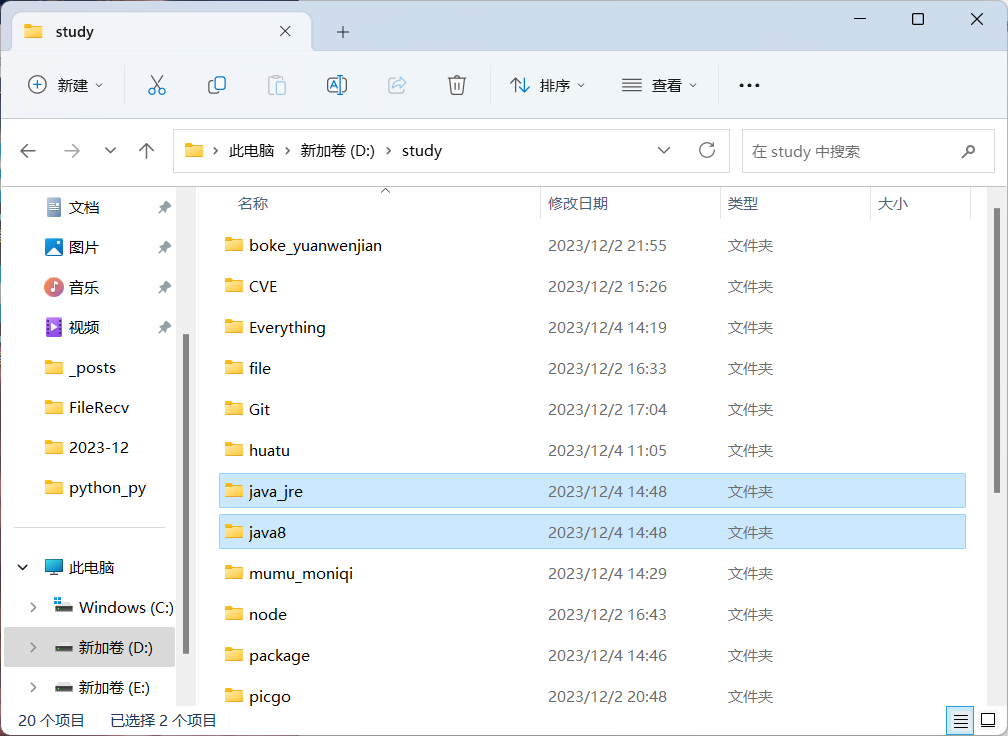 study
新建
排序
查看
此电脑 > 新加卷 (D:) > study
在 study 中搜索
文档
图片
音乐
视频
_posts
FileRecv
2023-12
python_py
此电脑
Windows (C:)
新加卷 (D:)
新加卷 (E:)
名称 修改日期 类型 大小
boke_yuanwenjian 2023/12/2 21:55 文件夹
CVE 2023/12/2 15:26 文件夹
Everything 2023/12/4 14:19 文件夹
file 2023/12/2 16:33 文件夹
Git 2023/12/2 17:04 文件夹
huatu 2023/12/4 11:05 文件夹
java_jre 2023/12/4 14:48 文件夹
java8 2023/12/4 14:48 文件夹
mumu_moniqi 2023/12/4 14:29 文件夹
node 2023/12/2 16:43 文件夹
package 2023/12/4 14:46 文件夹
picgo 2023/12/2 20:48 文件夹
20 个项目 已选择 2 个项目